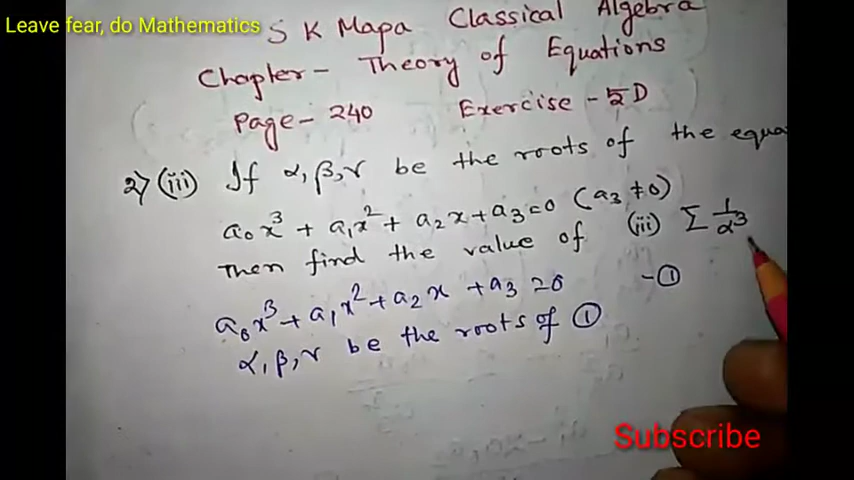 Leave fear, do Mathematics
S K Mapa Classical Algebra
Chapter - Theory of Equations
Page - 240 Exercise - 5D
2) (iii) If α, β, γ be the roots of the equa
a₀x³ + a₁x² + a₂x + a₃ = 0 (a₃ ≠ 0)
Then find the value of (iii) Σ 1/α³
a₀x³ + a₁x² + a₂x + a₃ = 0 - ①
α, β, γ be the roots of ①
Subscribe